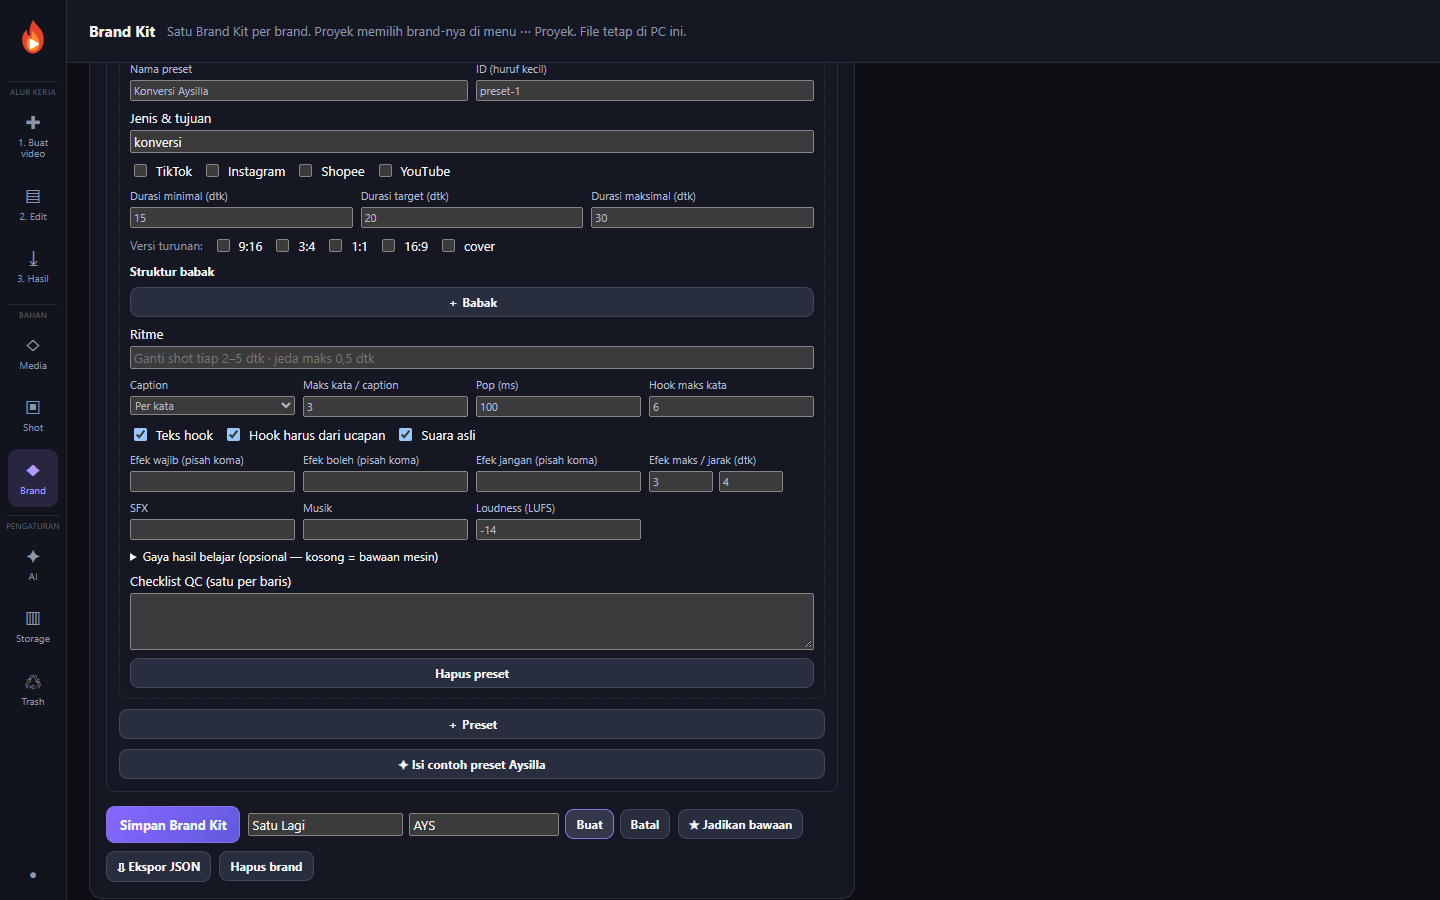 Brand Kit Satu Brand Kit per brand. Proyek memilih brand-nya di menu ··· Proyek. File tetap di PC ini.
ALUR KERJA
1. Buat
video
2. Edit
3. Hasil
BAHAN
Media
Shot
Brand
PENGATURAN
AI
Storage
Trash
Nama preset ID (huruf kecil)
Konversi Aysilla preset-1
Jenis & tujuan
konversi
TikTok Instagram Shopee YouTube
Durasi minimal (dtk) Durasi target (dtk) Durasi maksimal (dtk)
15 20 30
Versi turunan: 9:16 3:4 1:1 16:9 cover
Struktur babak
+ Babak
Ritme
Ganti shot tiap 2–5 dtk · jeda maks 0,5 dtk
Caption Maks kata / caption Pop (ms) Hook maks kata
Per kata 3 100 6
Teks hook Hook harus dari ucapan Suara asli
Efek wajib (pisah koma) Efek boleh (pisah koma) Efek jangan (pisah koma) Efek maks / jarak (dtk)
3 4
SFX Musik Loudness (LUFS)
-14
Gaya hasil belajar (opsional — kosong = bawaan mesin)
Checklist QC (satu per baris)
Hapus preset
+ Preset
✦ Isi contoh preset Aysilla
Simpan Brand Kit Satu Lagi AYS Buat Batal ★ Jadikan bawaan
⇩ Ekspor JSON Hapus brand